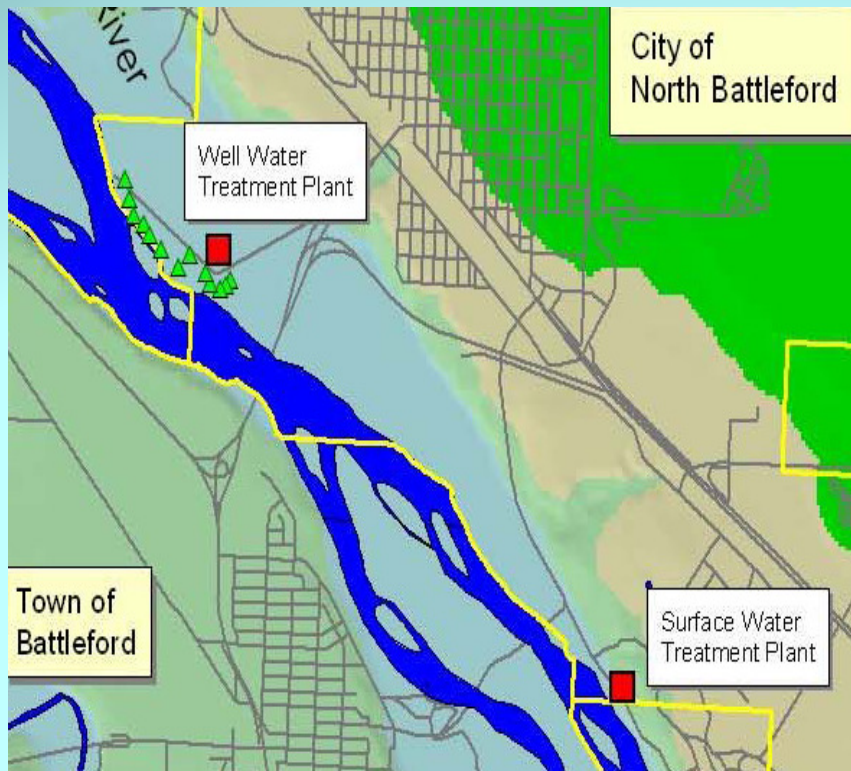 River
City of
North Battleford
Well Water
Treatment Plant
Town of
Battleford
Surface Water
Treatment Plant